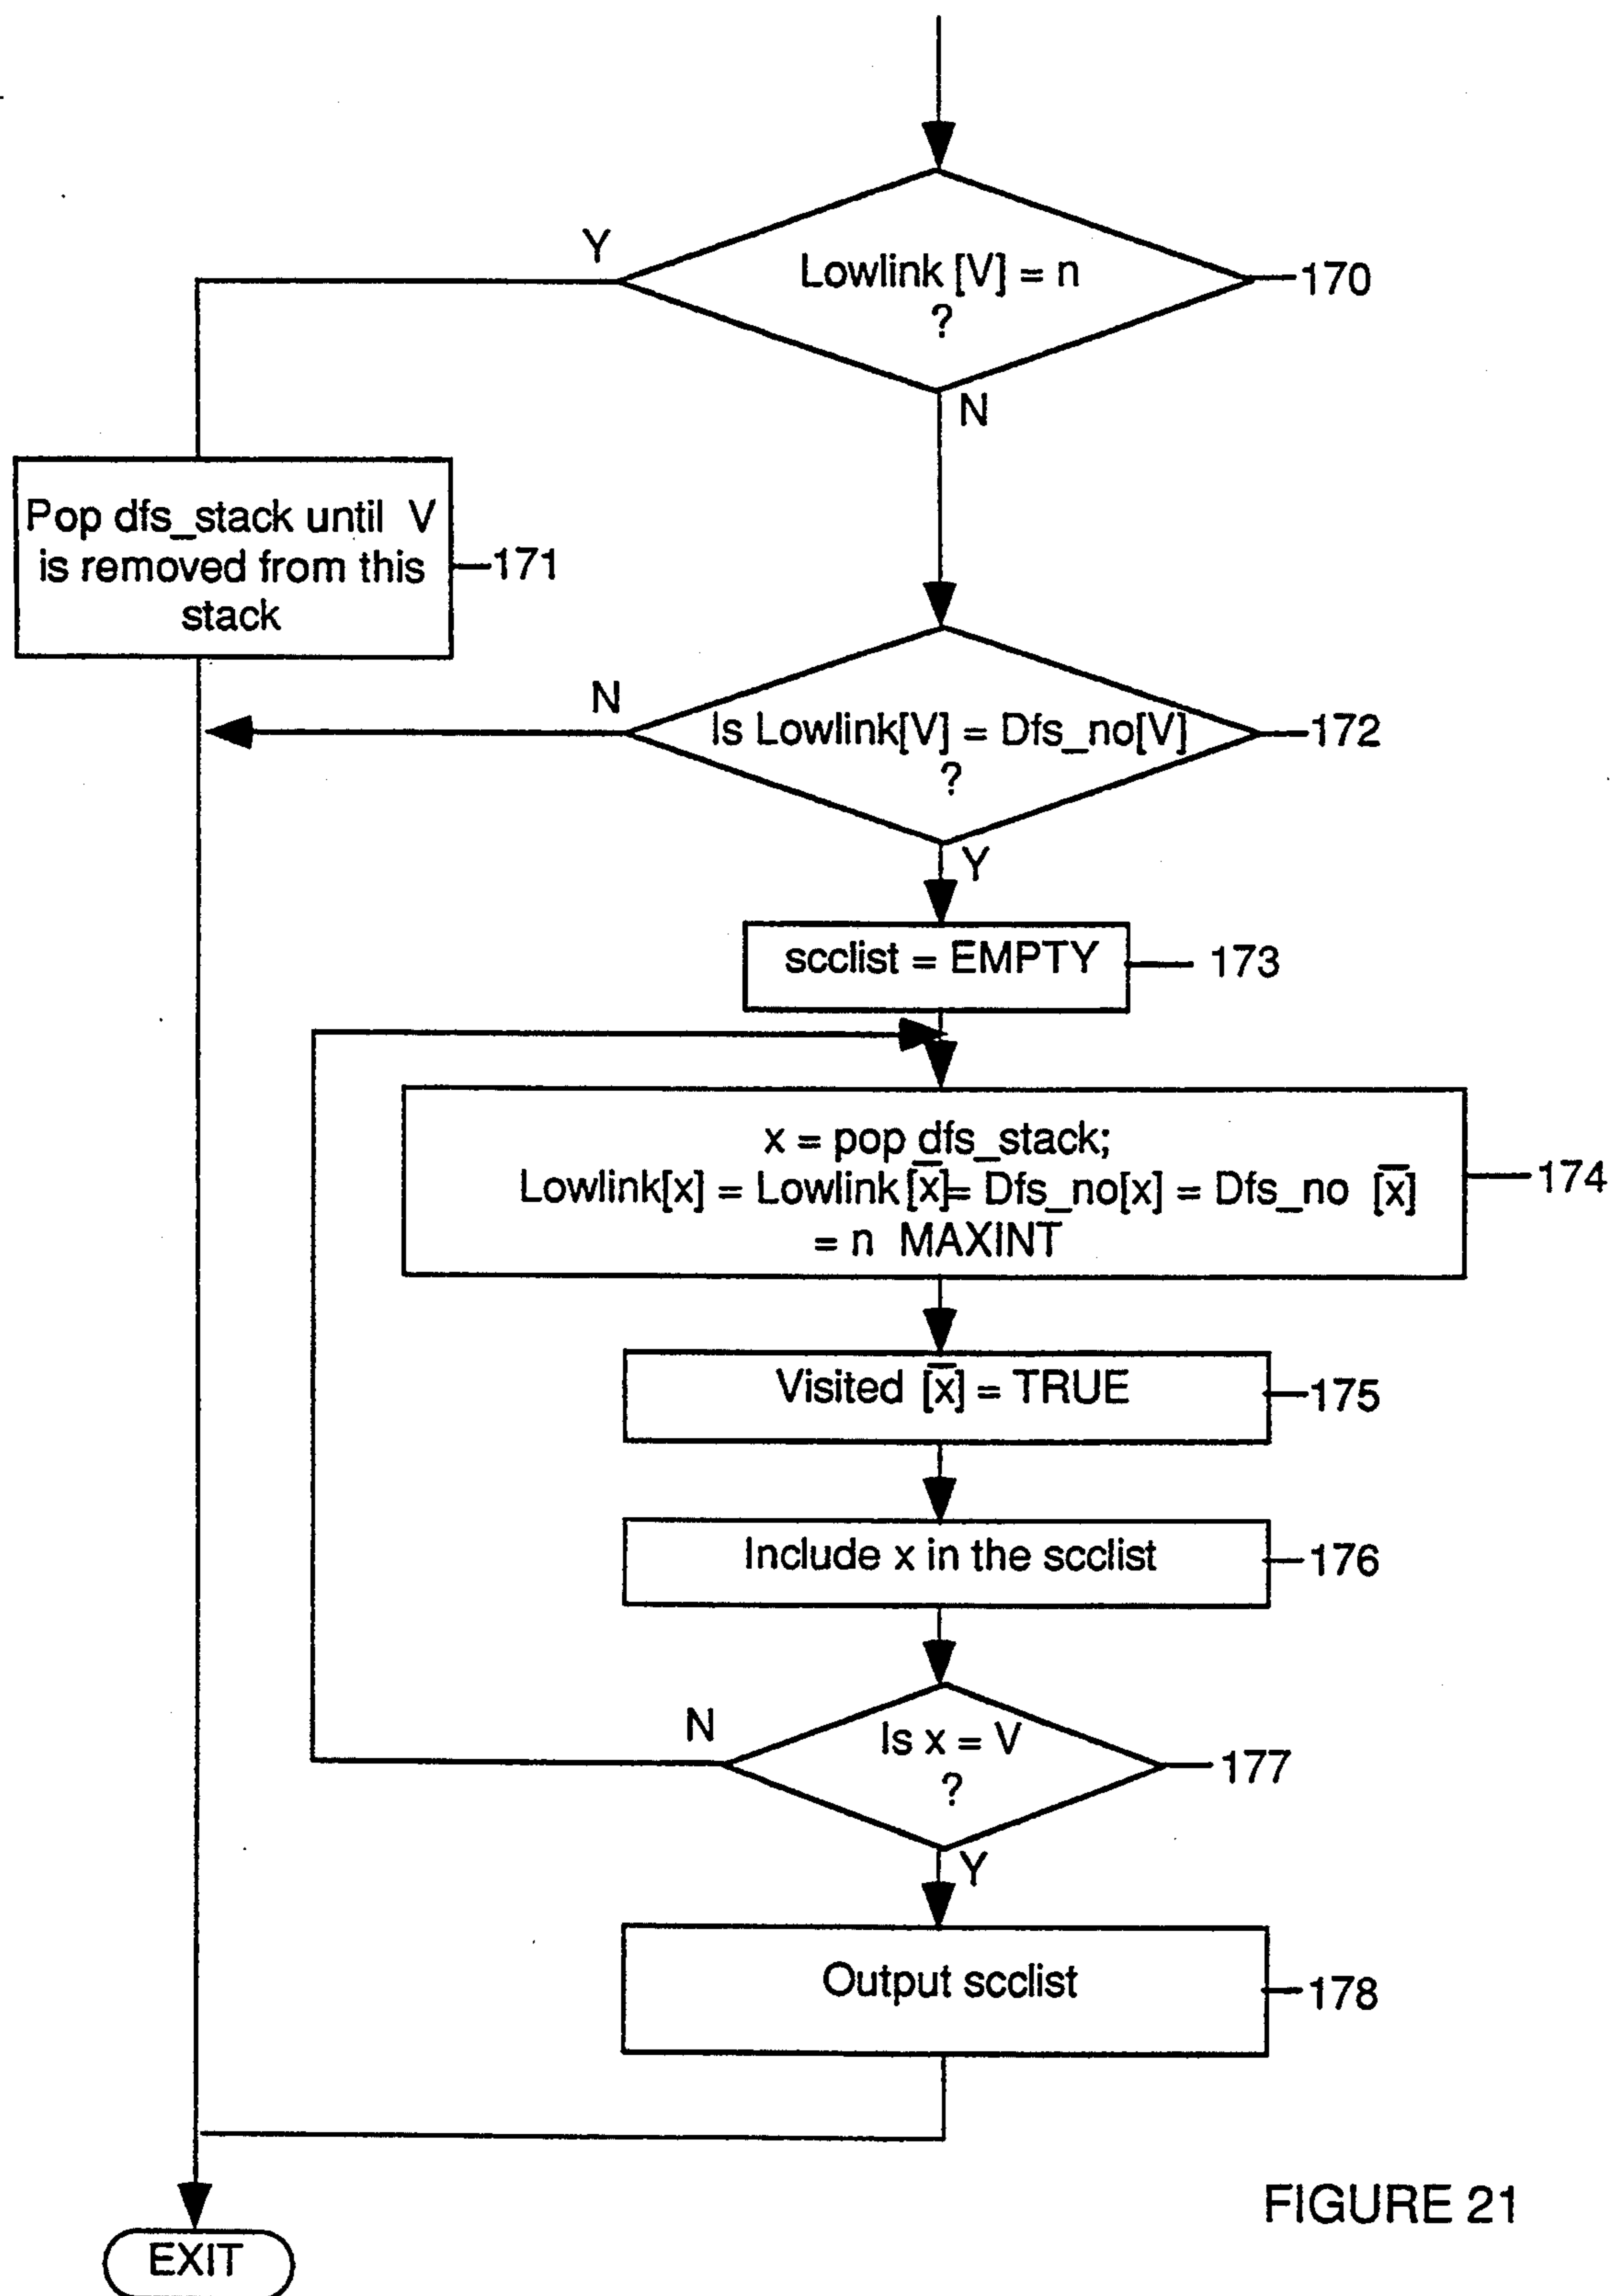 Y
Lowlink [V] = n
?
170
N
Pop dfs_stack until V
is removed from this
stack
171
N
Is Lowlink[V] = Dfs_no[V]
?
172
Y
scclist = EMPTY
173
x = pop dfs_stack;
Lowlink[x] = Lowlink [x̅]= Dfs_no[x] = Dfs_no [x̅]
= n MAXINT
174
Visited [x̅] = TRUE
175
Include x in the scclist
176
N
Is x = V
?
177
Y
Output scclist
178
FIGURE 21
EXIT